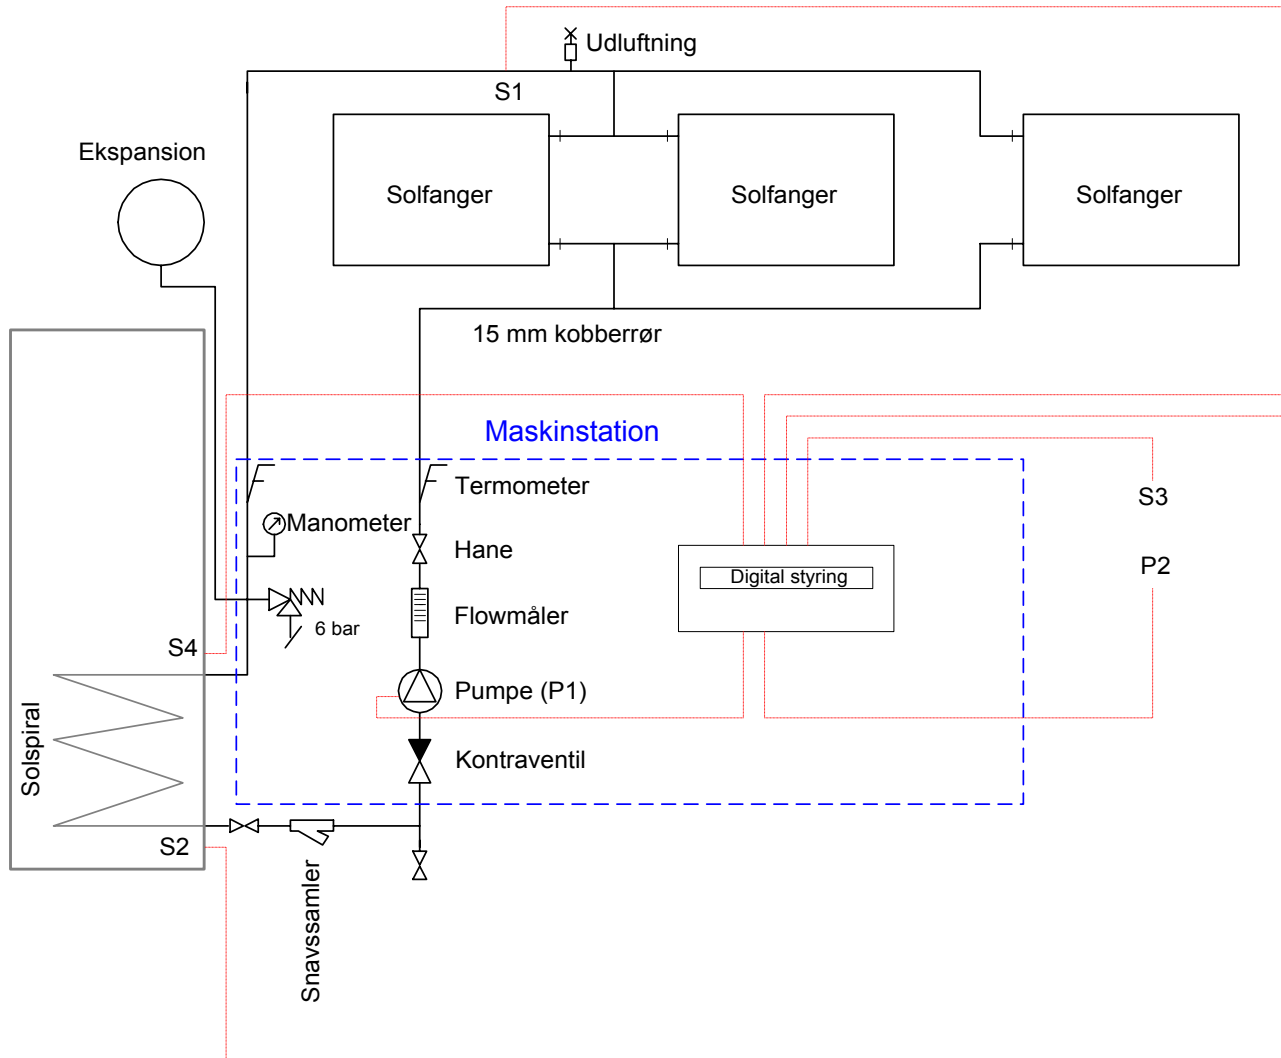 Udluftning
S1
Ekspansion
Solfanger
Solfanger
Solfanger
15 mm kobberrør
Maskinstation
Termometer
S3
Manometer
Hane
P2
Digital styring
Flowmåler
6 bar
S4
Pumpe (P1)
Solspiral
Kontraventil
S2
Snavssamler